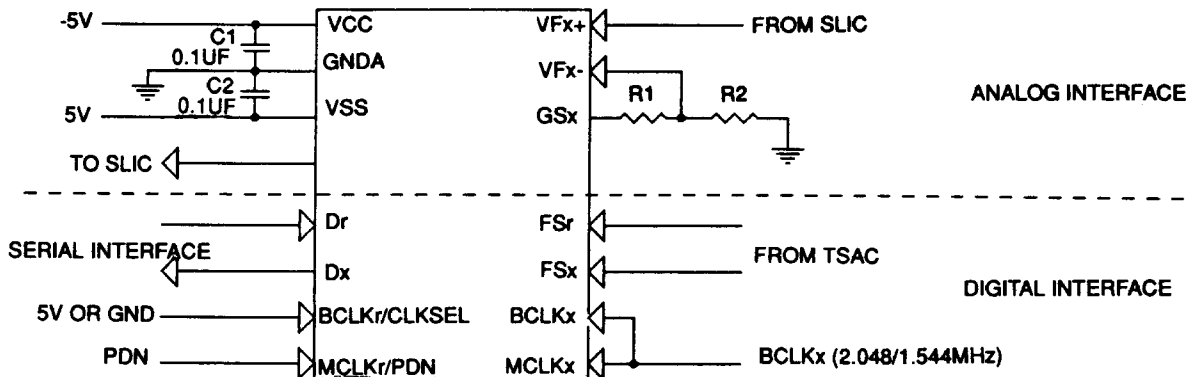 -5V VCC VFx+ FROM SLIC
C1
0.1UF GNDA VFx-
C2 R1 R2 ANALOG INTERFACE
0.1UF
5V VSS GSx
TO SLIC
Dr FSr
SERIAL INTERFACE FROM TSAC
Dx FSx
DIGITAL INTERFACE
5V OR GND BCLKr/CLKSEL BCLKx
PDN MCLKr/PDN MCLKx BCLKx (2.048/1.544MHz)